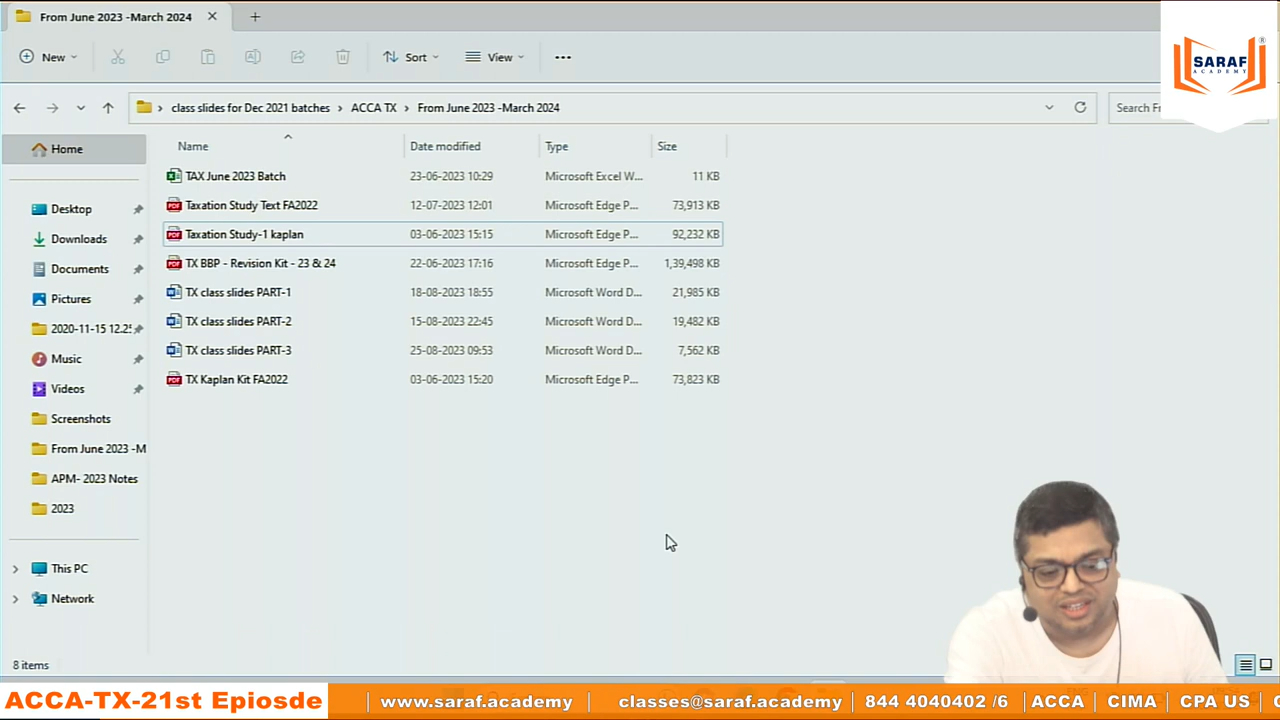 From June 2023 -March 2024
New
Sort
View
class slides for Dec 2021 batches
ACCA TX
From June 2023 -March 2024
Search Fr
SARAF
ACADEMY
Home
Desktop
Downloads
Documents
Pictures
2020-11-15 12.25
Music
Videos
Screenshots
From June 2023 -M
APM- 2023 Notes
2023
This PC
Network
Name Date modified Type Size
TAX June 2023 Batch 23-06-2023 10:29 Microsoft Excel W... 11 KB
Taxation Study Text FA2022 12-07-2023 12:01 Microsoft Edge P... 73,913 KB
Taxation Study-1 kaplan 03-06-2023 15:15 Microsoft Edge P... 92,232 KB
TX BBP - Revision Kit - 23 & 24 22-06-2023 17:16 Microsoft Edge P... 1,39,498 KB
TX class slides PART-1 18-08-2023 18:55 Microsoft Word D... 21,985 KB
TX class slides PART-2 15-08-2023 22:45 Microsoft Word D... 19,482 KB
TX class slides PART-3 25-08-2023 09:53 Microsoft Word D... 7,562 KB
TX Kaplan Kit FA2022 03-06-2023 15:20 Microsoft Edge P... 73,823 KB
8 items
ACCA-TX-21st Epiosde | www.saraf.academy | classes@saraf.academy | 844 4040402 /6 | ACCA | CIMA | CPA US |